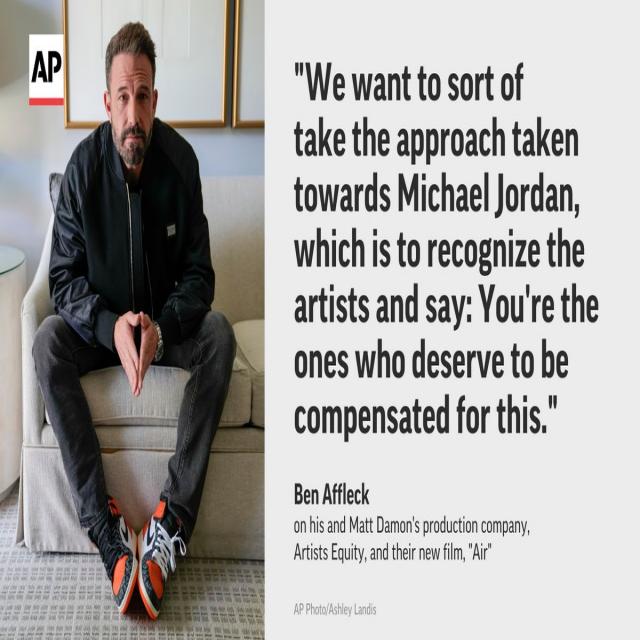 AP
"We want to sort of
take the approach taken
towards Michael Jordan,
which is to recognize the
artists and say: You're the
ones who deserve to be
compensated for this."
Ben Affleck
on his and Matt Damon's production company,
Artists Equity, and their new film, "Air"
AP Photo/Ashley Landis